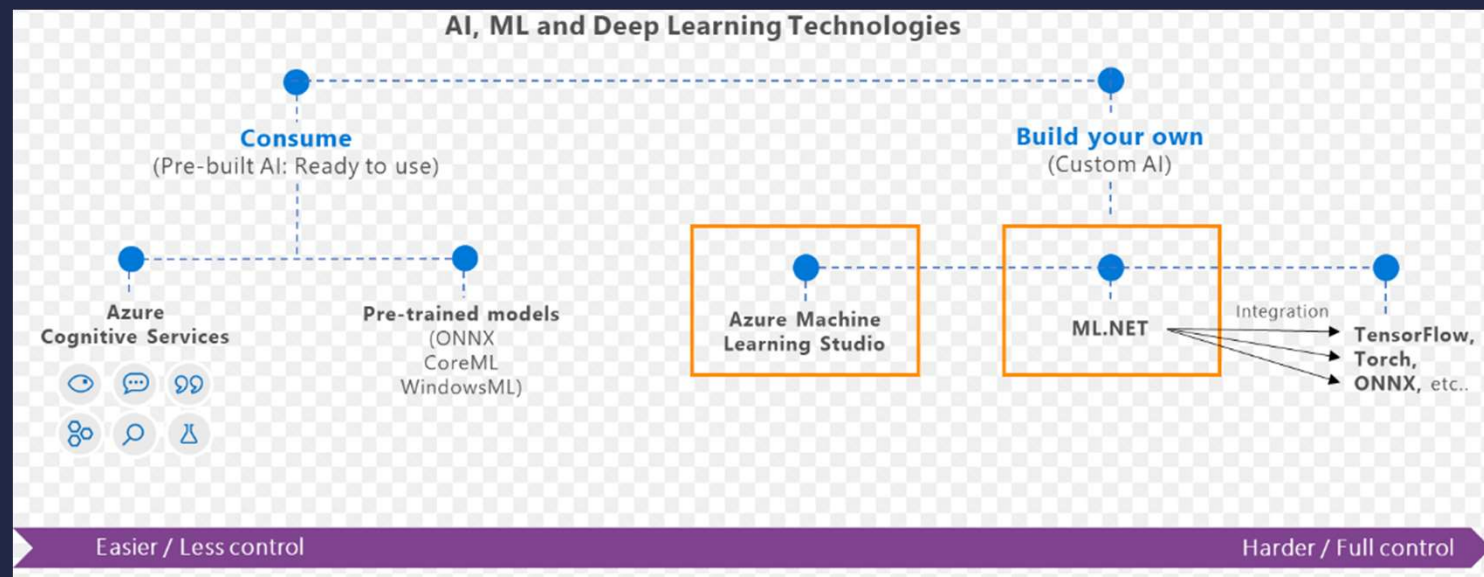 AI, ML and Deep Learning Technologies
Consume
(Pre-built AI: Ready to use)
Build your own
(Custom AI)
Azure
Cognitive Services
Pre-trained models
(ONNX
CoreML
WindowsML)
Azure Machine
Learning Studio
ML.NET
Integration
TensorFlow,
Torch,
ONNX, etc..
Easier / Less control
Harder / Full control